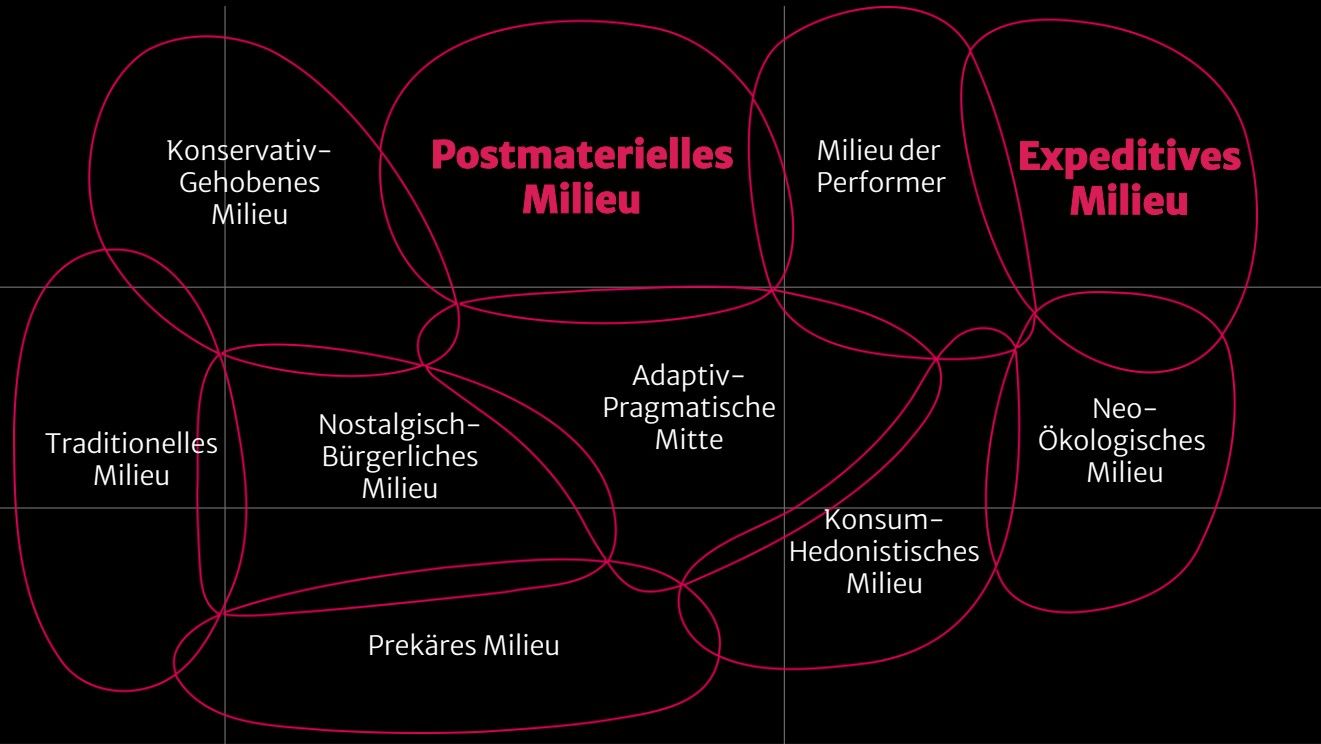 Konservativ-
Gehobenes
Milieu
Postmaterielles
Milieu
Milieu der
Performer
Expeditives
Milieu
Traditionelles
Milieu
Nostalgisch-
Bürgerliches
Milieu
Adaptiv-
Pragmatische
Mitte
Neo-
Ökologisches
Milieu
Konsum-
Hedonistisches
Milieu
Prekäres Milieu